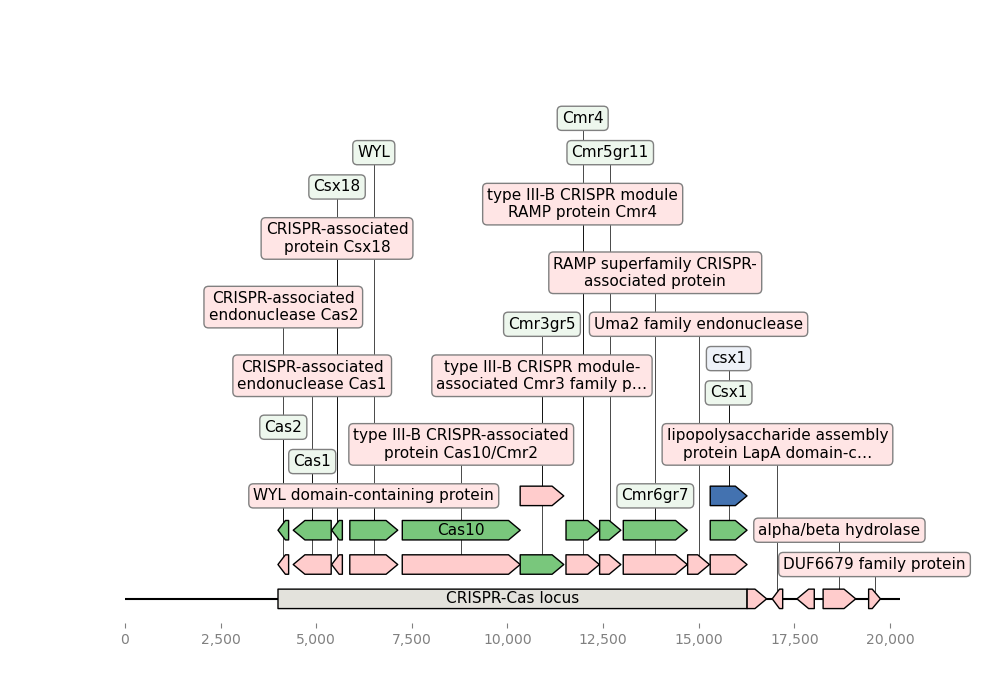 Cmr4
WYL
Cmr5gr11
Csx18
type III-B CRISPR module
RAMP protein Cmr4
CRISPR-associated
protein Csx18
RAMP superfamily CRISPR-
associated protein
CRISPR-associated
endonuclease Cas2
Cmr3gr5
Uma2 family endonuclease
csx1
CRISPR-associated
endonuclease Cas1
type III-B CRISPR module-
associated Cmr3 family p…
Csx1
Cas2
type III-B CRISPR-associated
protein Cas10/Cmr2
lipopolysaccharide assembly
protein LapA domain-c…
Cas1
WYL domain-containing protein
Cmr6gr7
Cas10
alpha/beta hydrolase
DUF6679 family protein
CRISPR-Cas locus
0
2,500
5,000
7,500
10,000
12,500
15,000
17,500
20,000